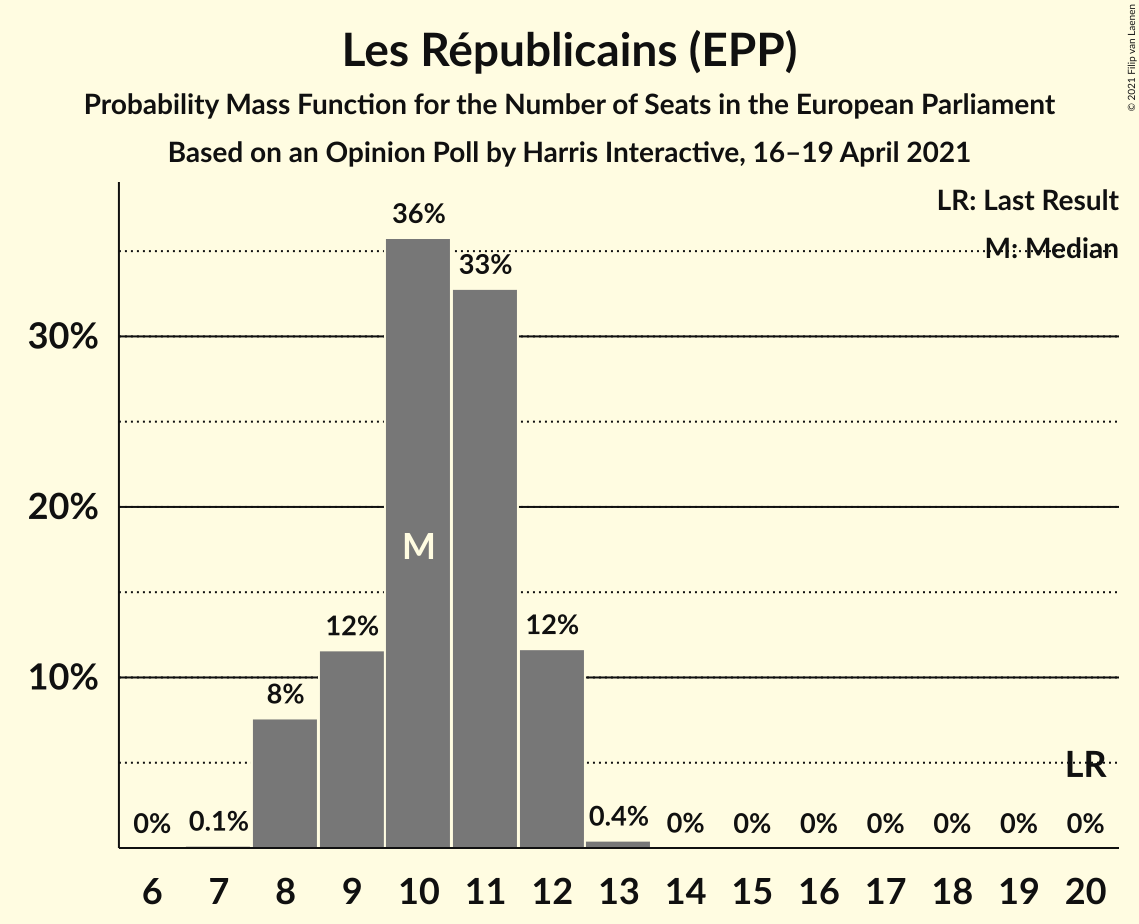 Les Républicains (EPP)
Probability Mass Function for the Number of Seats in the European Parliament
Based on an Opinion Poll by Harris Interactive, 16–19 April 2021
© 2021 Filip van Laenen
LR: Last Result
M: Median
36%
33%
30%
20%
M
12%
12%
10%
8%
LR
5%
0%
0.1%
0.4%
0%
0%
0%
0%
0%
0%
0%
6 7 8 9 10 11 12 13 14 15 16 17 18 19 20